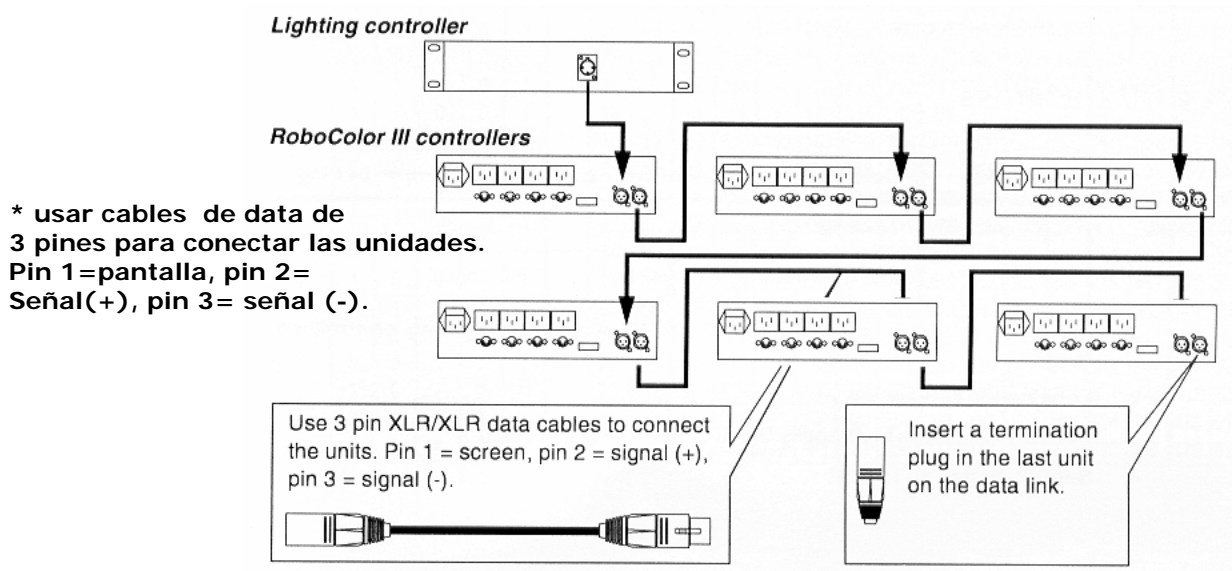 Lighting controller
RoboColor III controllers
* usar cables de data de
3 pines para conectar las unidades.
Pin 1=pantalla, pin 2=
Señal(+), pin 3= señal (-).
Use 3 pin XLR/XLR data cables to connect
the units. Pin 1 = screen, pin 2 = signal (+),
pin 3 = signal (-).
Insert a termination
plug in the last unit
on the data link.